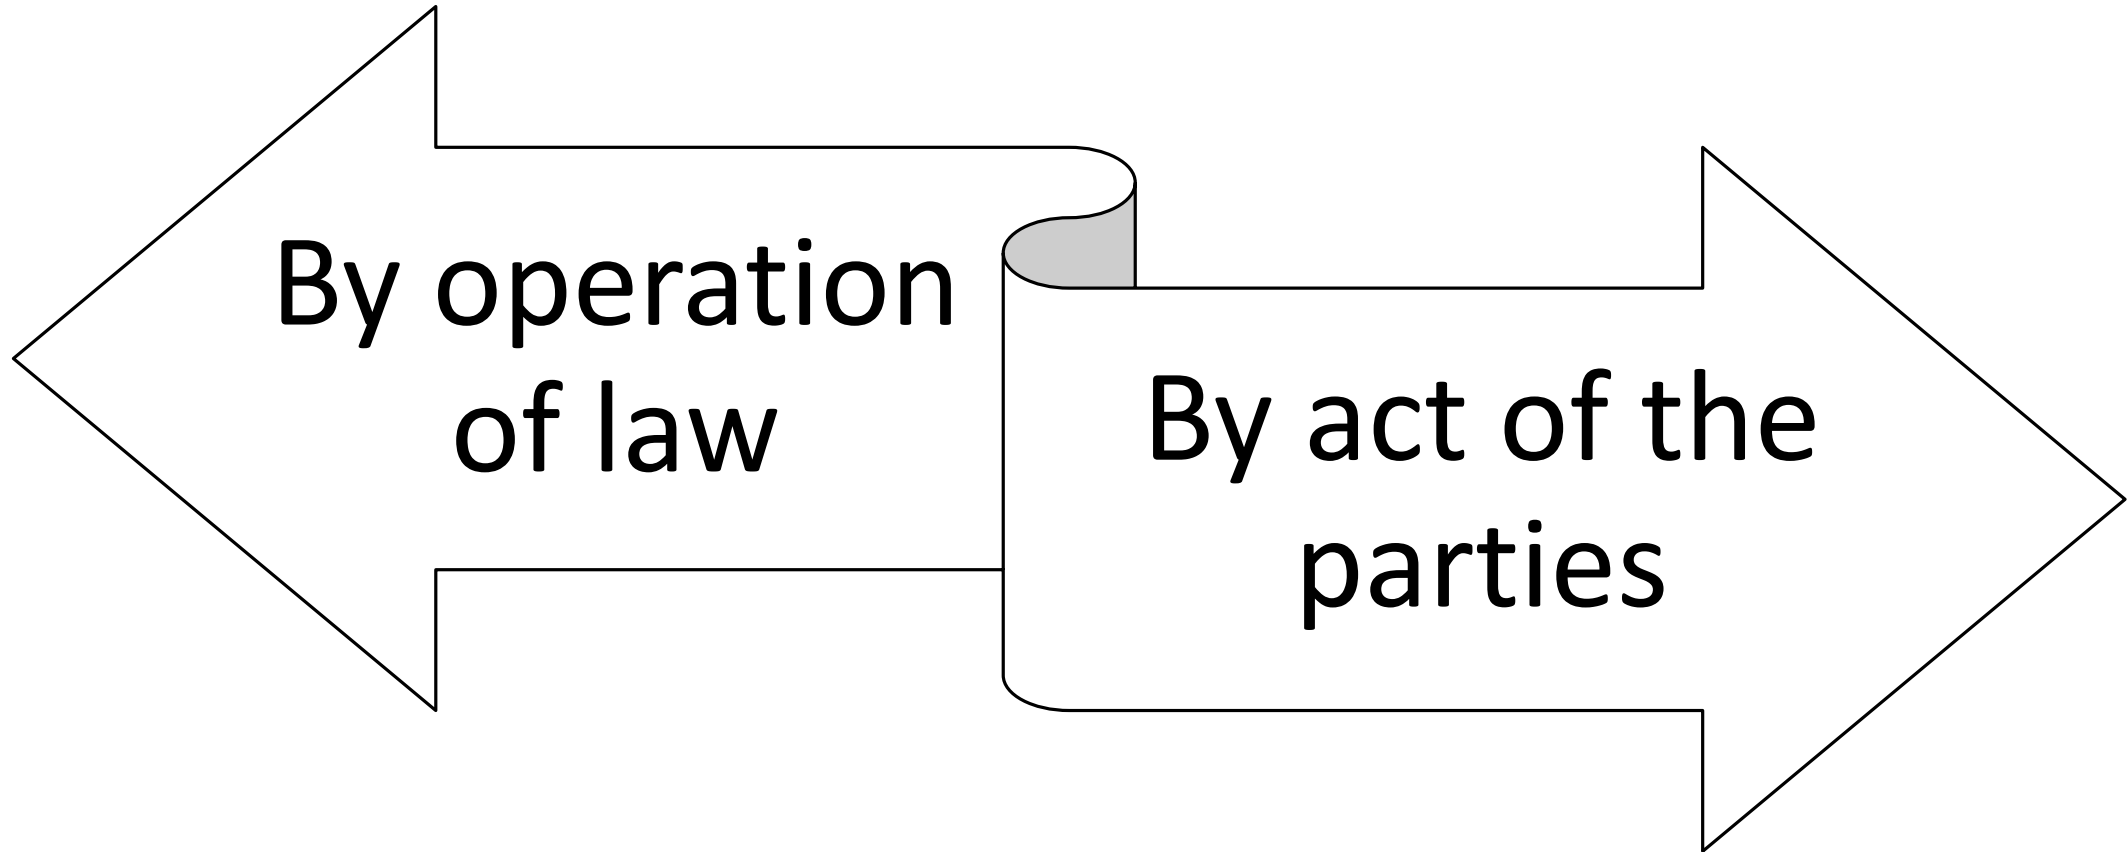 By operation
of law
By act of the
parties